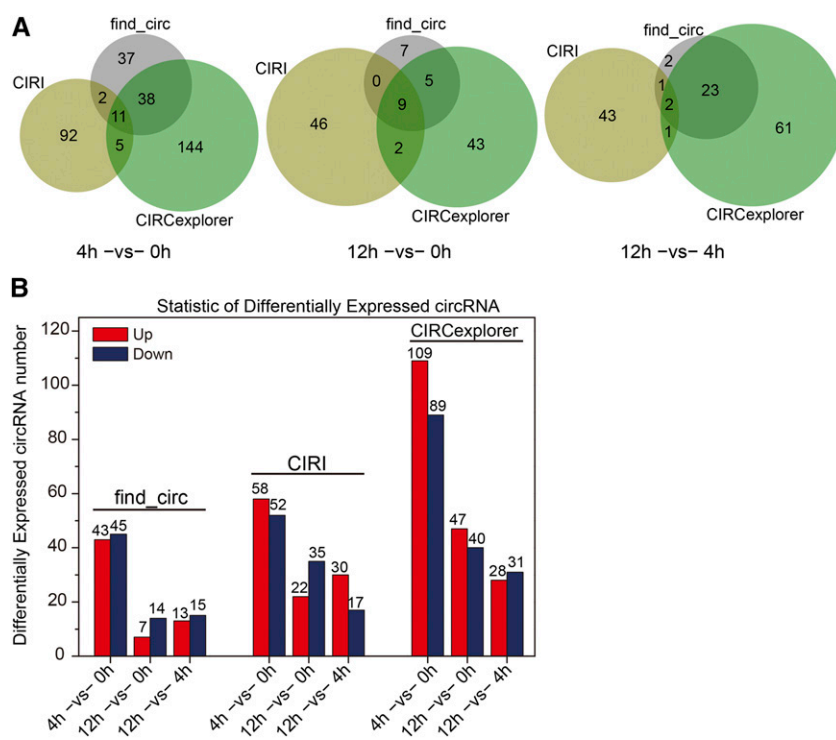 A
find_circ
37
CIRI
2
38
11
92
5
144
CIRCexplorer
4h −vs− 0h
7
0
5
9
46
2
43
CIRCexplorer
12h −vs− 0h
find_circ
2
CIRI
1
23
43
2
1
61
CIRCexplorer
12h −vs− 4h
B
Statistic of Differentially Expressed circRNA
Differentially Expressed circRNA number
120
100
80
60
40
20
0
Up
Down
find_circ
43
45
7
14
13
15
CIRI
58
52
22
35
30
17
CIRCexplorer
109
89
47
40
28
31
4h −vs− 0h
12h −vs− 0h
12h −vs− 4h
4h −vs− 0h
12h −vs− 0h
12h −vs− 4h
4h −vs− 0h
12h −vs− 0h
12h −vs− 4h